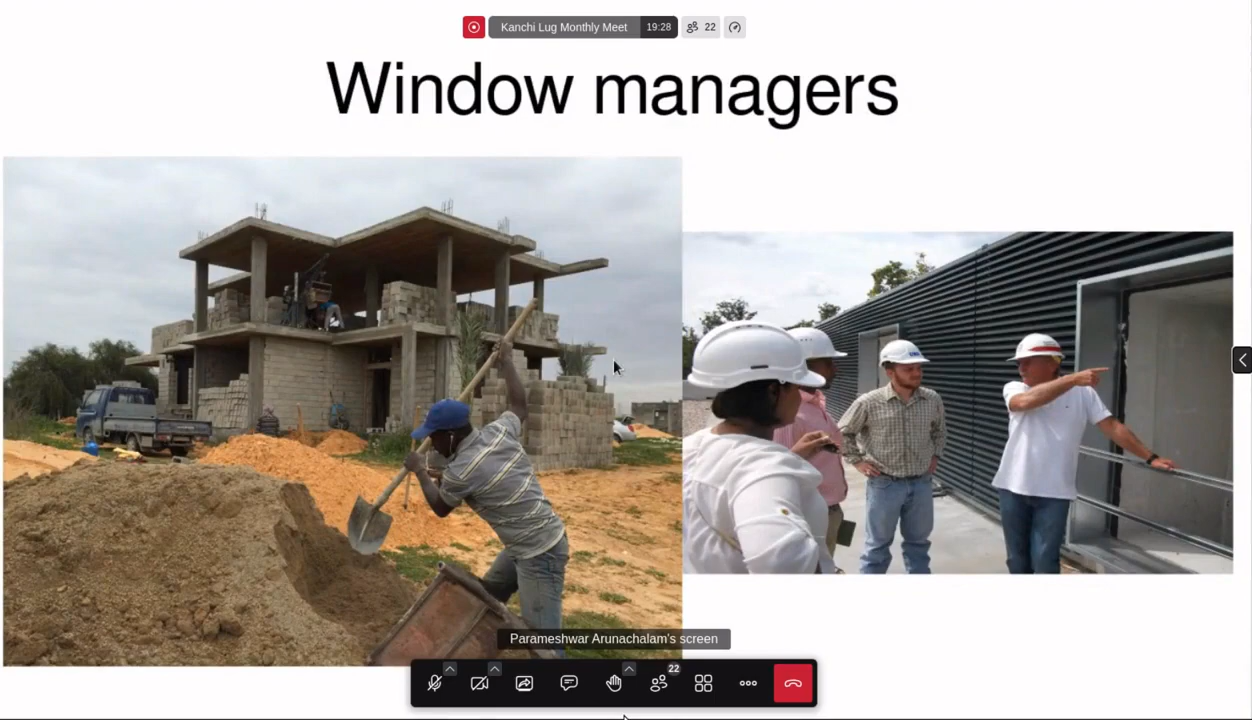 Kanchi Lug Monthly Meet 19:28 22
Window managers
Parameshwar Arunachalam's screen
22